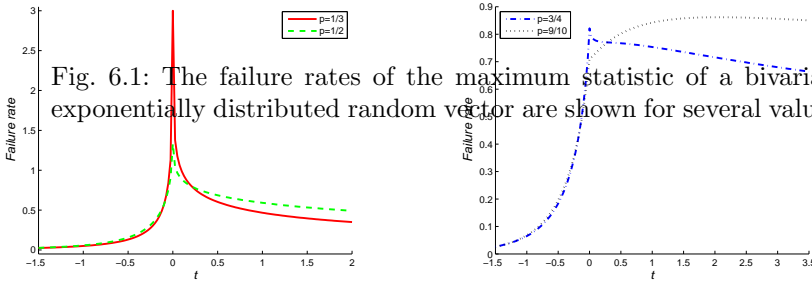 3
2.5
2
1.5
1
0.5
0
−1.5 −1 −0.5 0 0.5 1 1.5 2
t
Failure rate
p=1/3
p=1/2
0.9
0.8
0.7
0.6
0.5
0.4
0.3
0.2
0.1
0
−1.5 −1 −0.5 0 0.5 1 1.5 2 2.5 3 3.5
t
Failure rate
p=3/4
p=9/10
Fig. 6.1: The failure rates of the maximum statistic of a
exponentially distributed random vector are shown for several